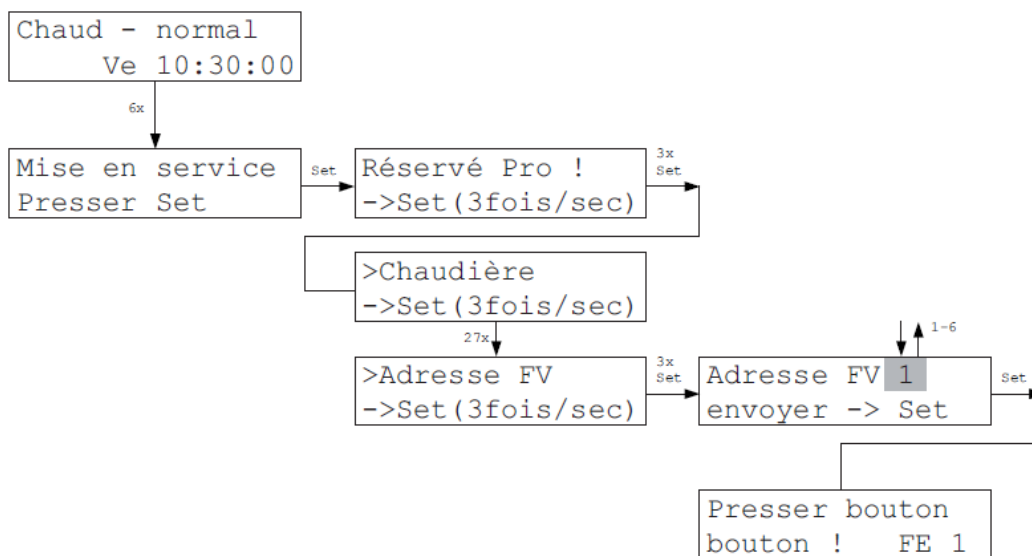 Chaud - normal
Ve 10:30:00
6x
Mise en service
Presser Set
Set
Réservé Pro !
->Set(3fois/sec)
3x
Set
>Chaudière
->Set(3fois/sec)
27x
>Adresse FV
->Set(3fois/sec)
3x
Set
1-6
Adresse FV 1
envoyer -> Set
Set
Presser bouton
bouton ! FE 1